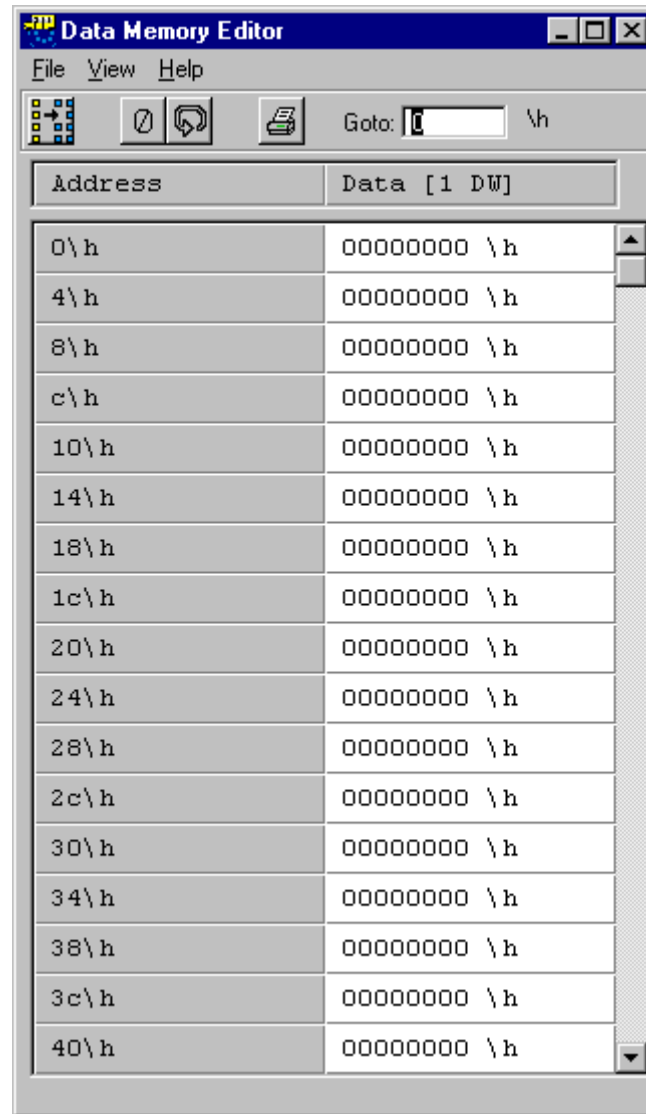 Data Memory Editor
File View Help
Goto: 0 \h
Address Data [1 DW]
0\h 00000000 \h
4\h 00000000 \h
8\h 00000000 \h
c\h 00000000 \h
10\h 00000000 \h
14\h 00000000 \h
18\h 00000000 \h
1c\h 00000000 \h
20\h 00000000 \h
24\h 00000000 \h
28\h 00000000 \h
2c\h 00000000 \h
30\h 00000000 \h
34\h 00000000 \h
38\h 00000000 \h
3c\h 00000000 \h
40\h 00000000 \h